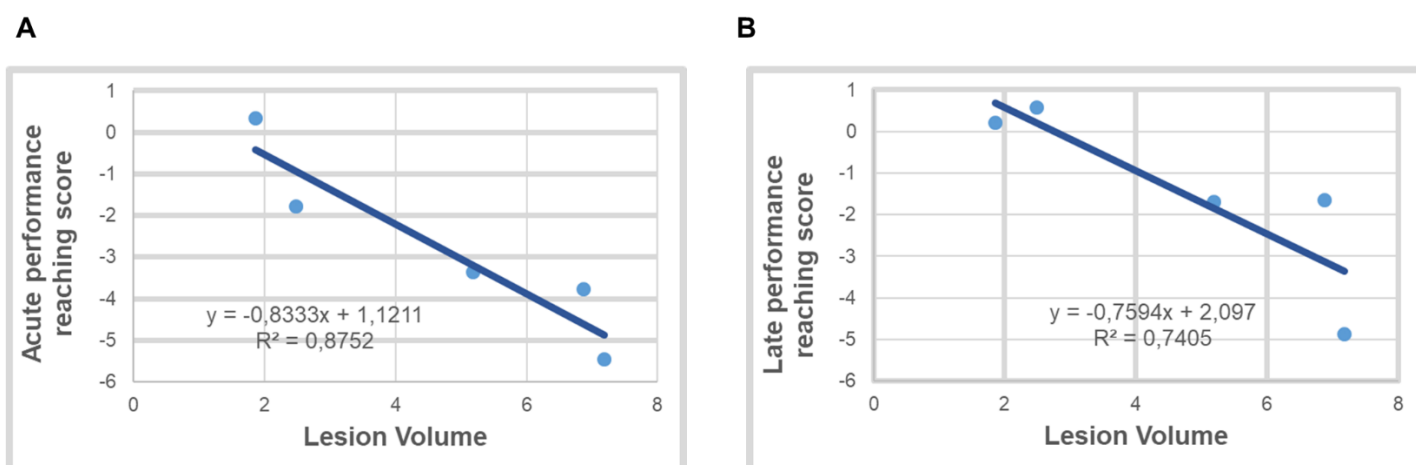 A
1
0
-1
-2
-3
-4
-5
-6
0
2
4
6
8
Acute performance
reaching score
y = -0,8333x + 1,1211
R² = 0,8752
Lesion Volume
B
1
0
-1
-2
-3
-4
-5
-6
0
2
4
6
8
Late performance
reaching score
y = -0,7594x + 2,097
R² = 0,7405
Lesion Volume